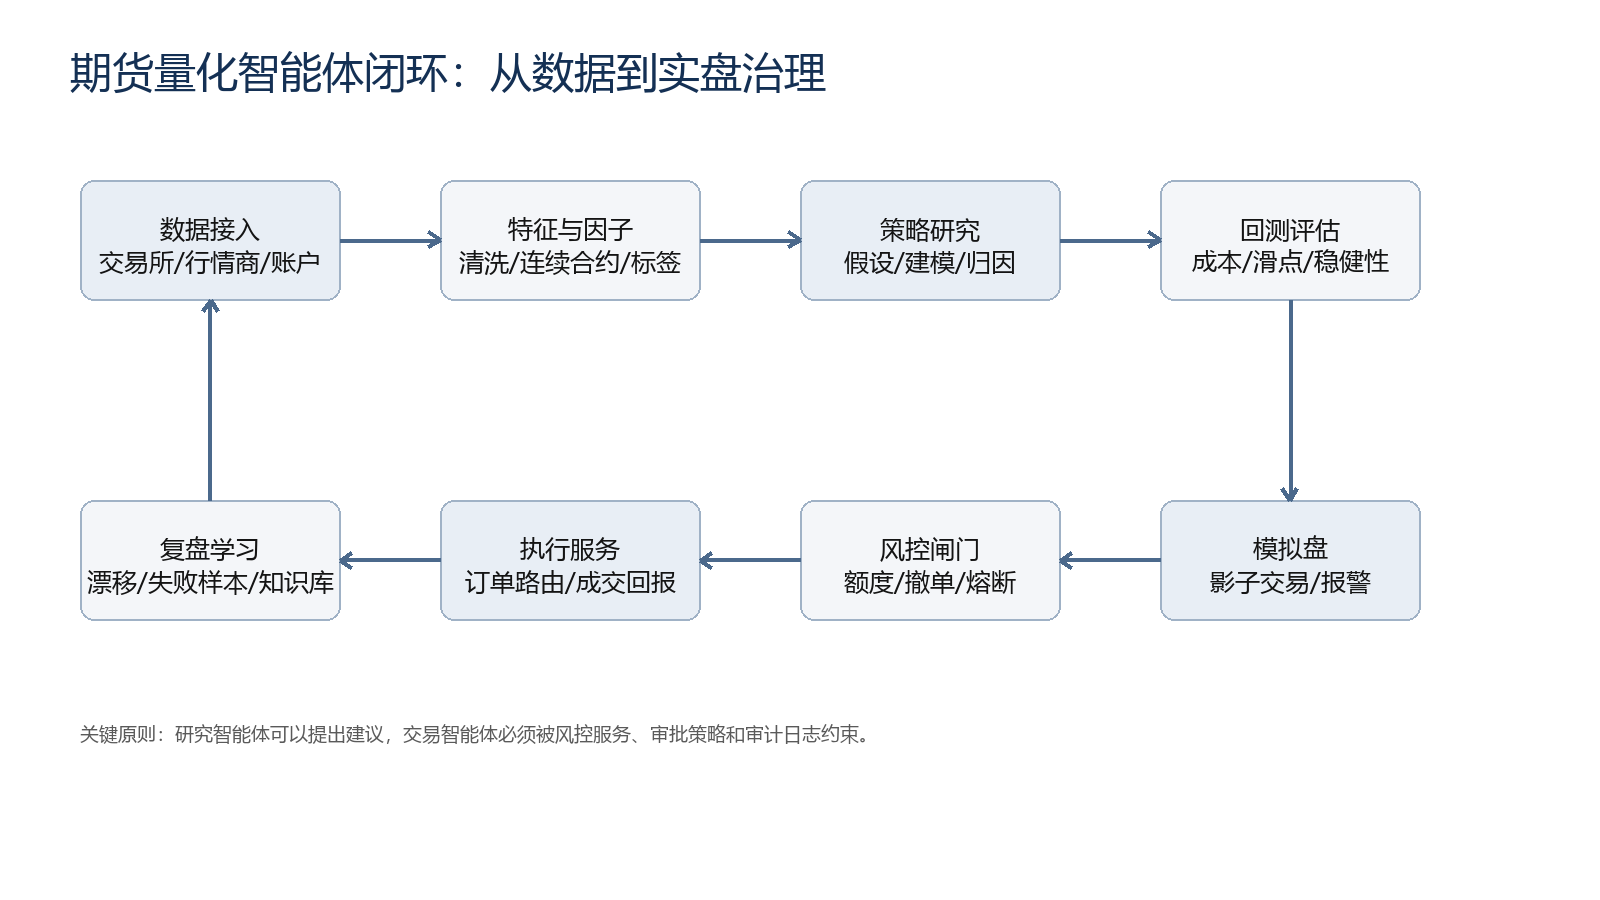 期货量化智能体闭环：从数据到实盘治理
数据接入
交易所/行情商/账户
特征与因子
清洗/连续合约/标签
策略研究
假设/建模/归因
回测评估
成本/滑点/稳健性
复盘学习
漂移/失败样本/知识库
执行服务
订单路由/成交回报
风控闸门
额度/撤单/熔断
模拟盘
影子交易/报警
关键原则：研究智能体可以提出建议，交易智能体必须被风控服务、审批策略和审计日志约束。